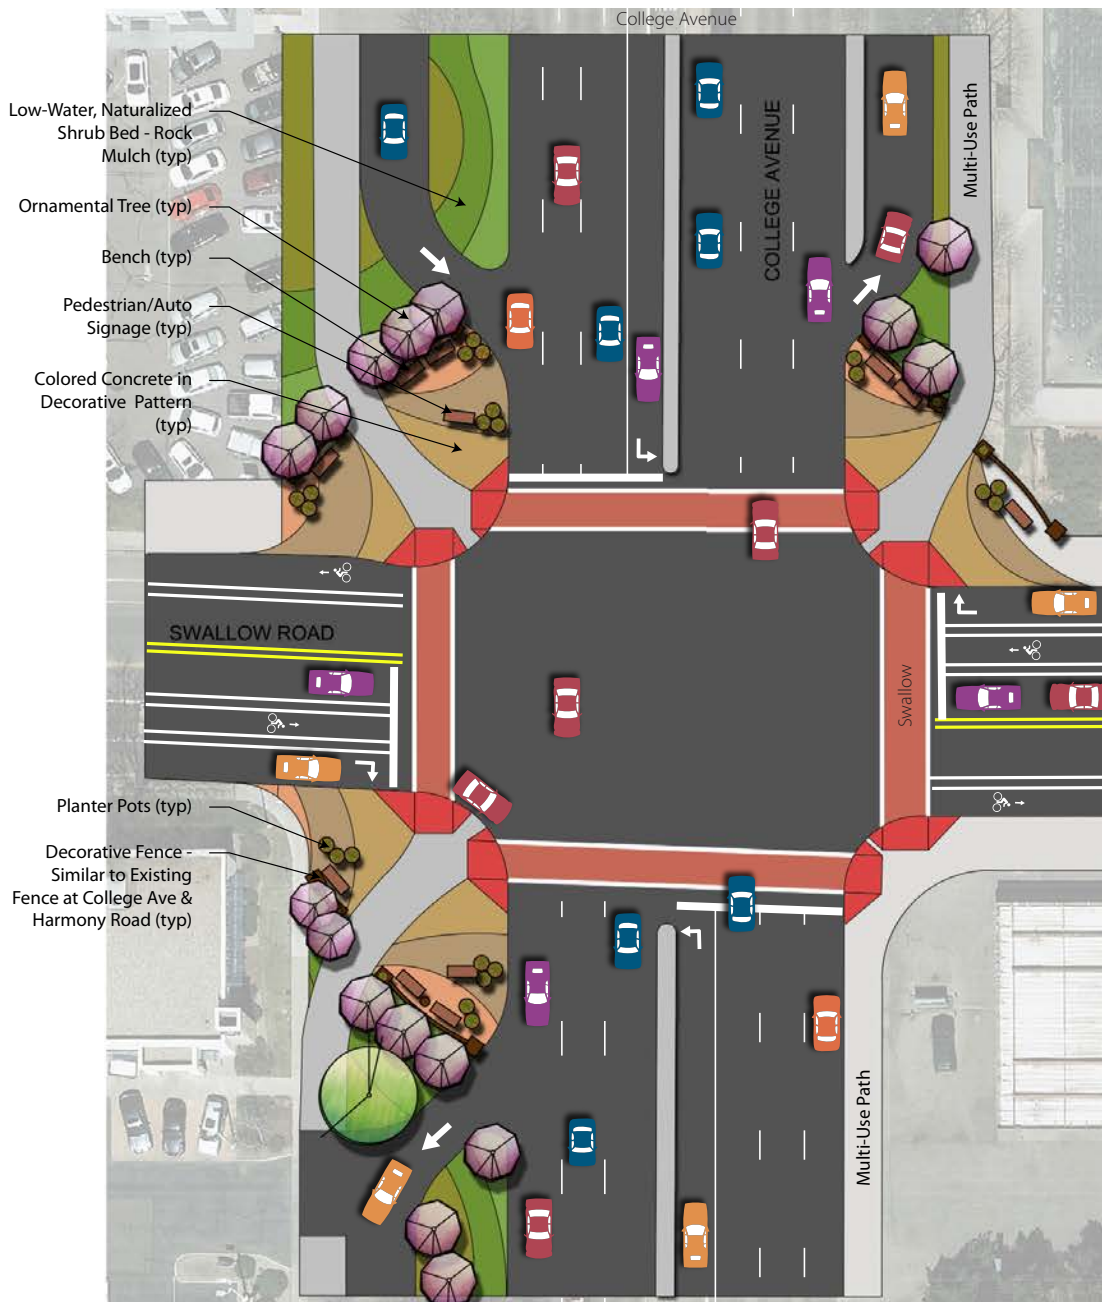 College Avenue
Low-Water, Naturalized
Shrub Bed - Rock
Mulch (typ)
Ornamental Tree (typ)
Bench (typ)
Pedestrian/Auto
Signage (typ)
Colored Concrete in
Decorative Pattern
(typ)
COLLEGE AVENUE
Multi-Use Path
SWALLOW ROAD
Swallow
Planter Pots (typ)
Decorative Fence -
Similar to Existing
Fence at College Ave &
Harmony Road (typ)
Multi-Use Path